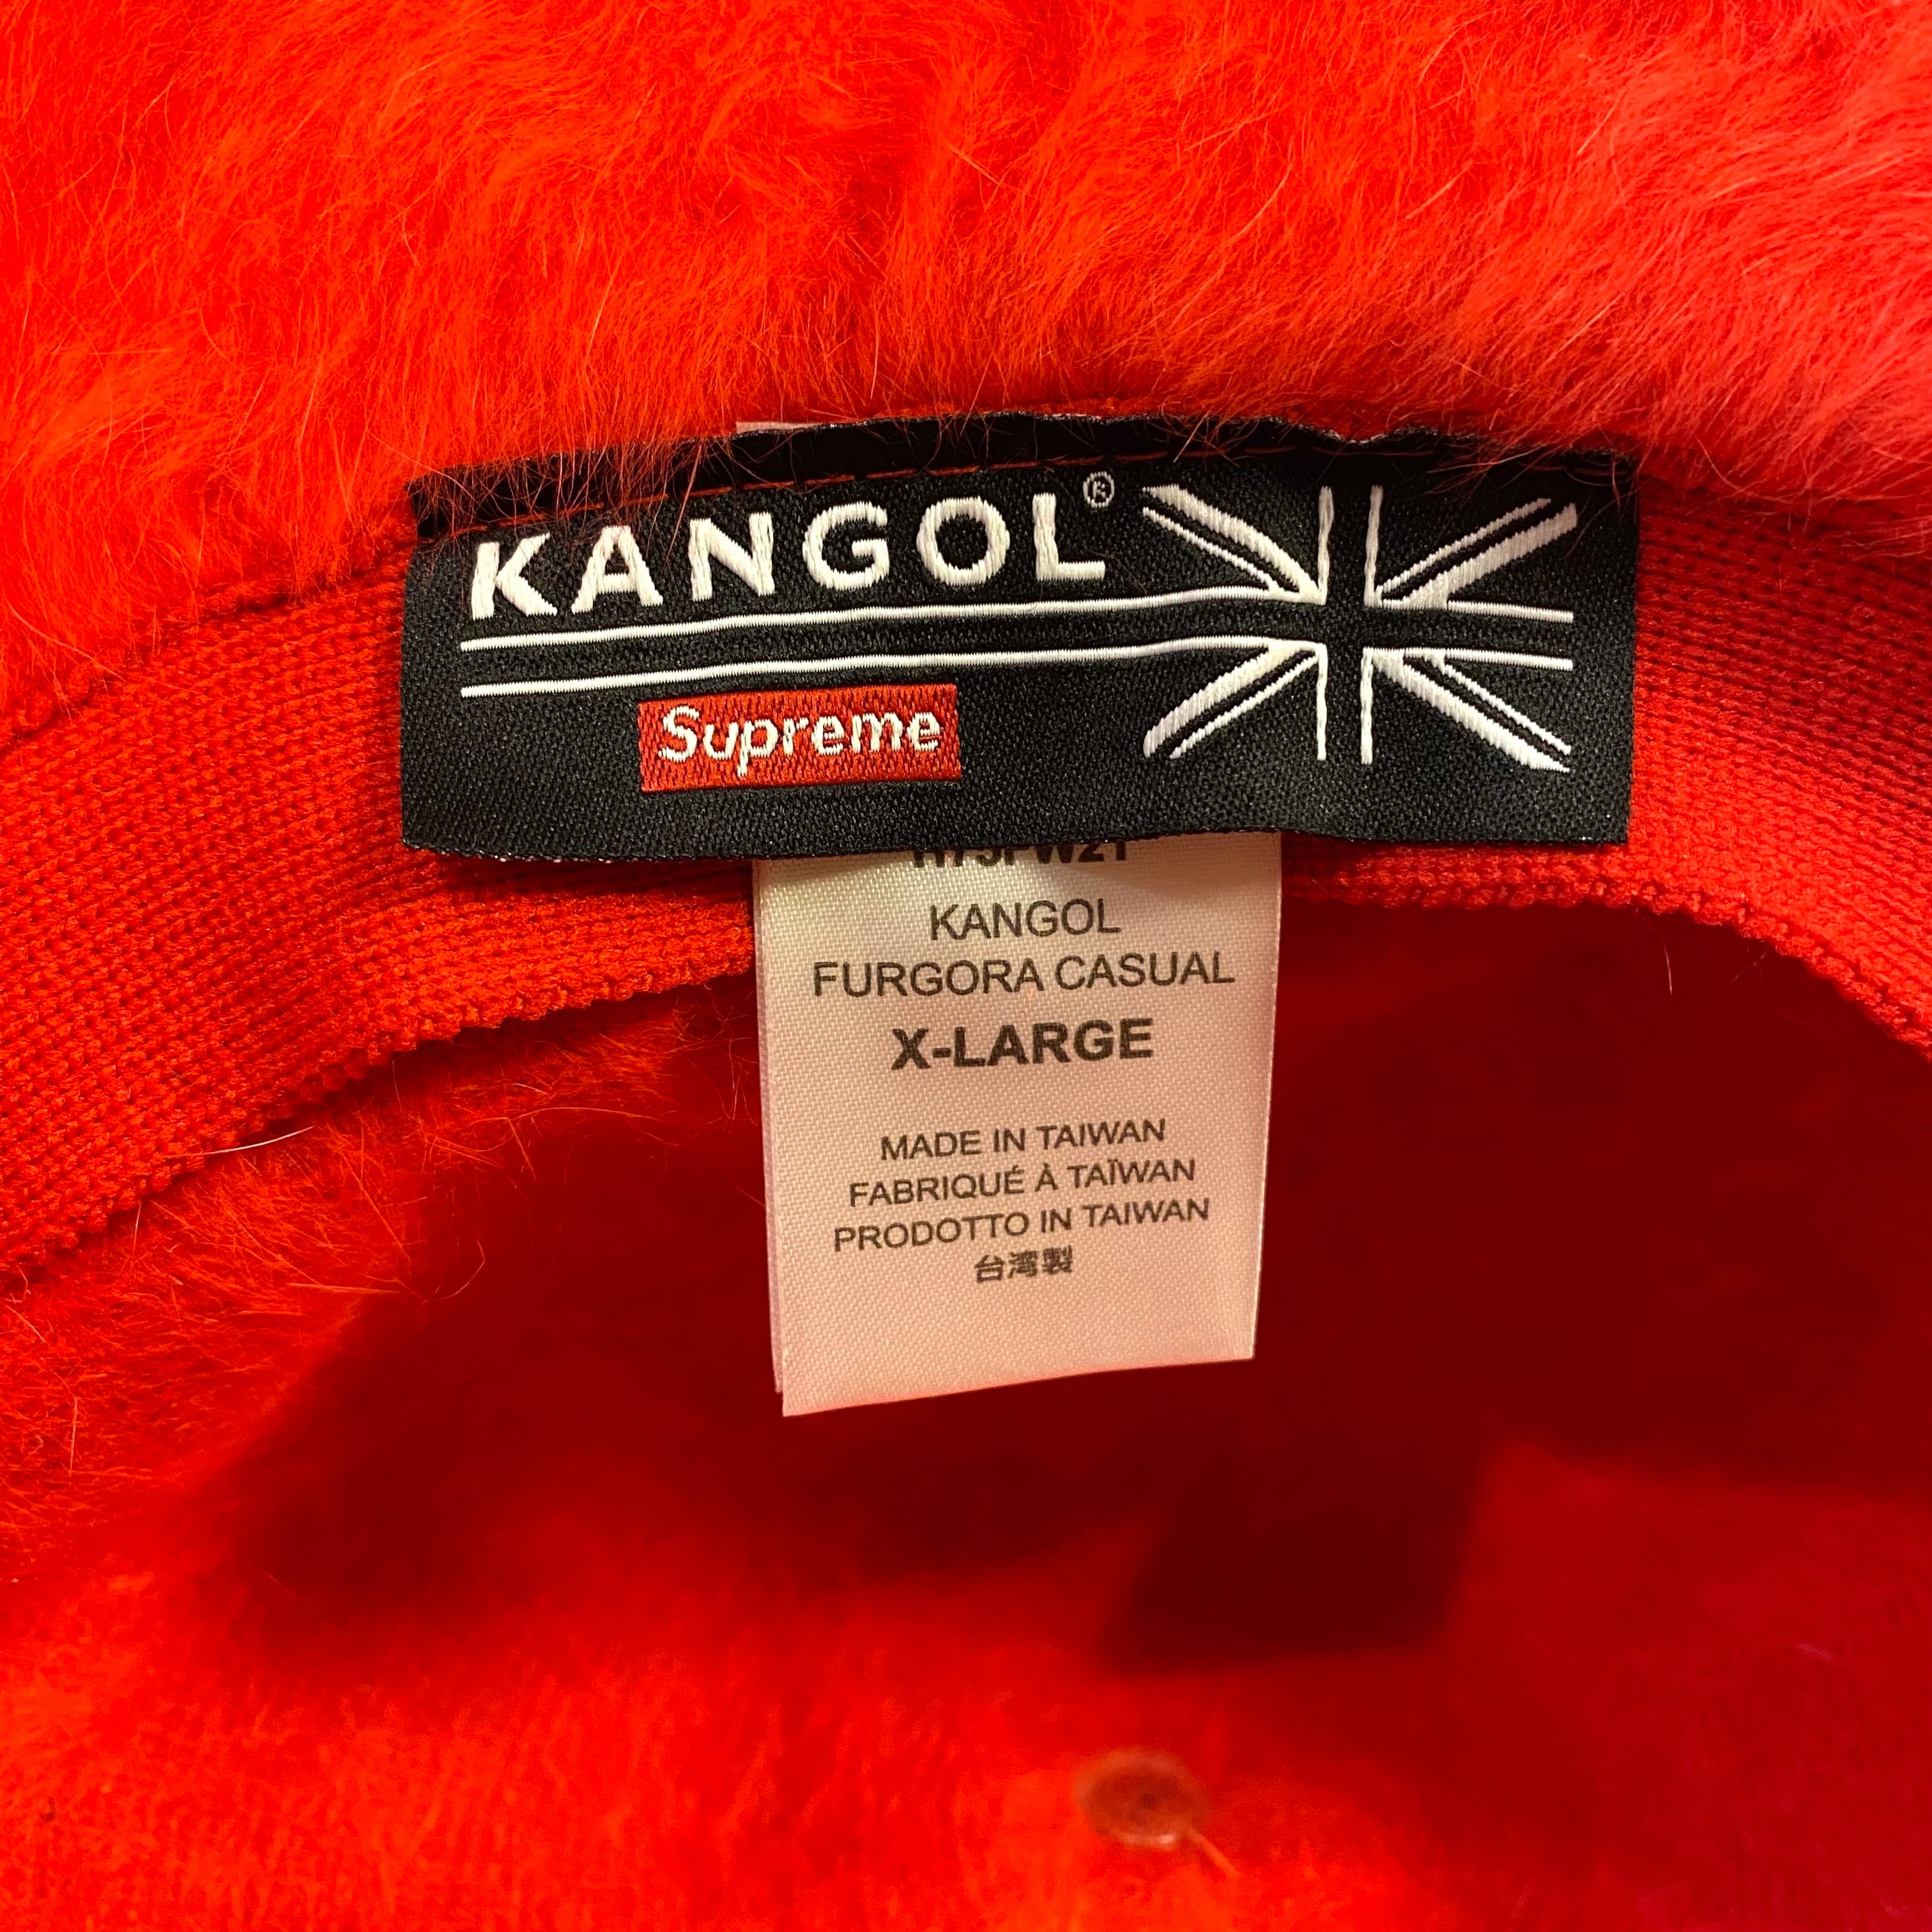 KANGOL®
Supreme
KANGOL
FURGORA CASUAL
X-LARGE
MADE IN TAIWAN
FABRIQUÉ À TAÏWAN
PRODOTTO IN TAIWAN
台湾製